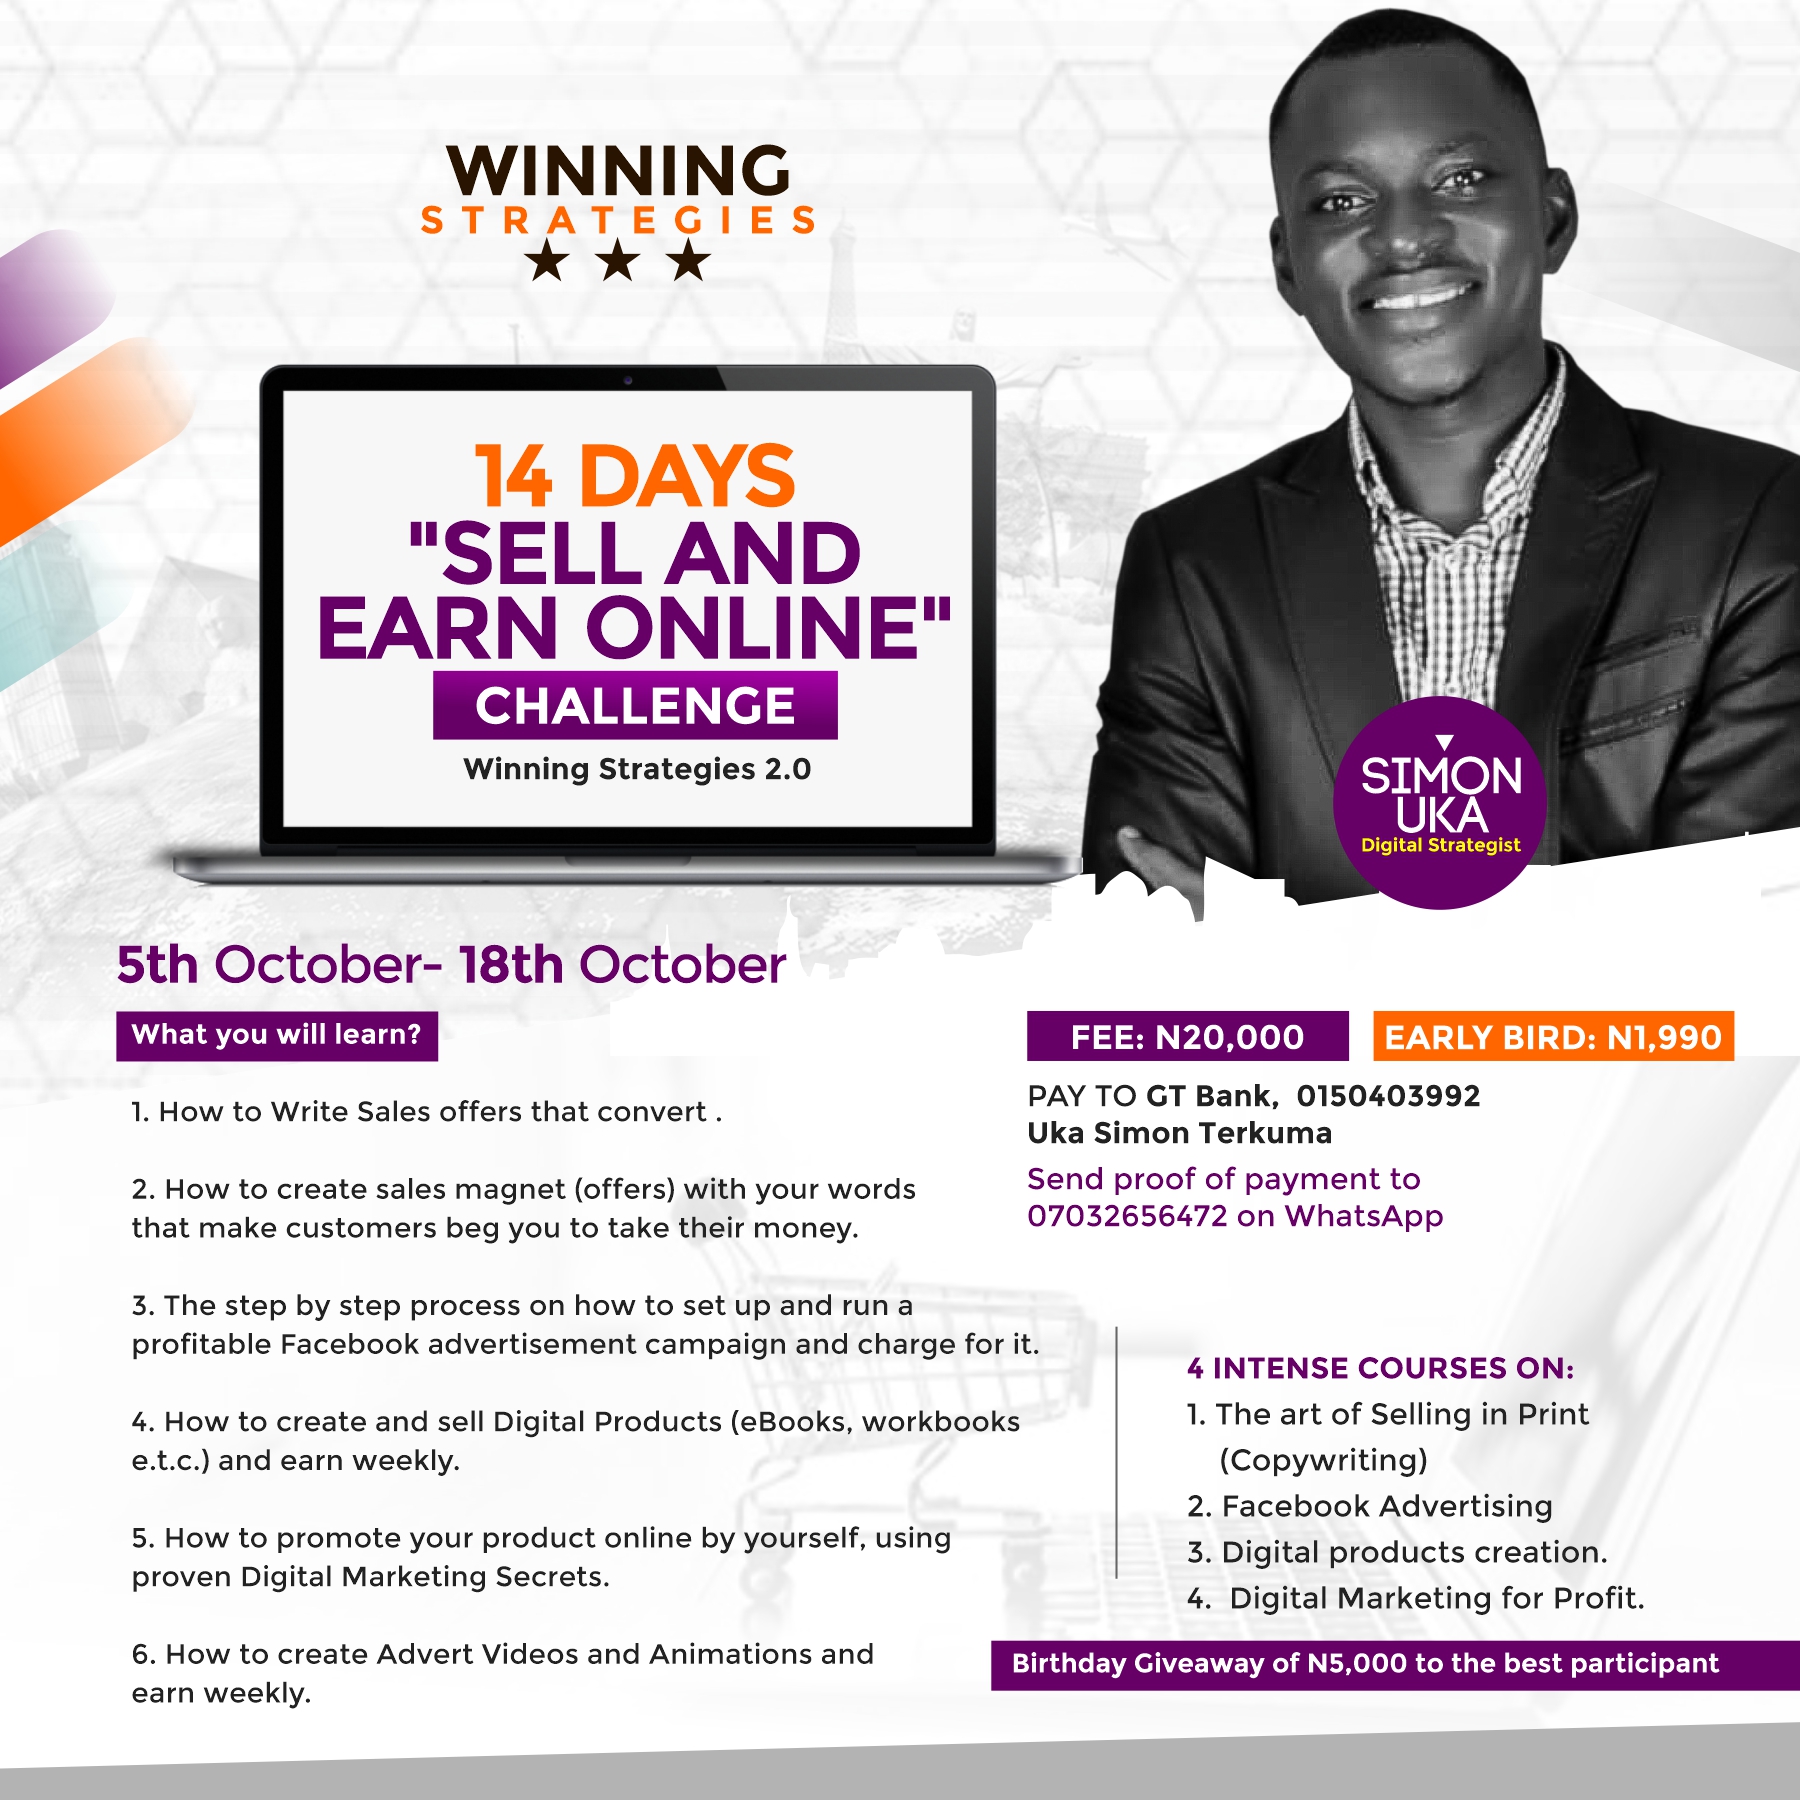 WINNING
STRATEGIES
14 DAYS
"SELL AND
EARN ONLINE"
CHALLENGE
Winning Strategies 2.0
SIMON
UKA
Digital Strategist
5th October- 18th October
What you will learn?
1. How to Write Sales offers that convert .
2. How to create sales magnet (offers) with your words
that make customers beg you to take their money.
3. The step by step process on how to set up and run a
profitable Facebook advertisement campaign and charge for it.
4. How to create and sell Digital Products (eBooks, workbooks
e.t.c.) and earn weekly.
5. How to promote your product online by yourself, using
proven Digital Marketing Secrets.
6. How to create Advert Videos and Animations and
earn weekly.
FEE: N20,000
EARLY BIRD: N1,990
PAY TO GT Bank, 0150403992
Uka Simon Terkuma
Send proof of payment to
07032656472 on WhatsApp
4 INTENSE COURSES ON:
1. The art of Selling in Print
(Copywriting)
2. Facebook Advertising
3. Digital products creation.
4. Digital Marketing for Profit.
Birthday Giveaway of N5,000 to the best participant